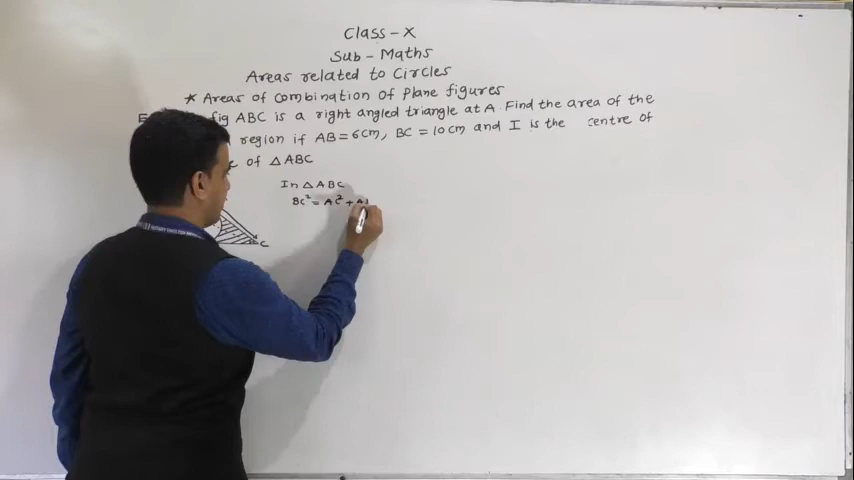 Class - X
Sub - Maths
Areas related to Circles
* Areas of combination of Plane figures
fig ABC is a right angled triangle at A. Find the area of the
region if AB = 6cm, BC = 10cm and I is the centre of
of △ABC
In △ABC
BC² = AC² + A
C